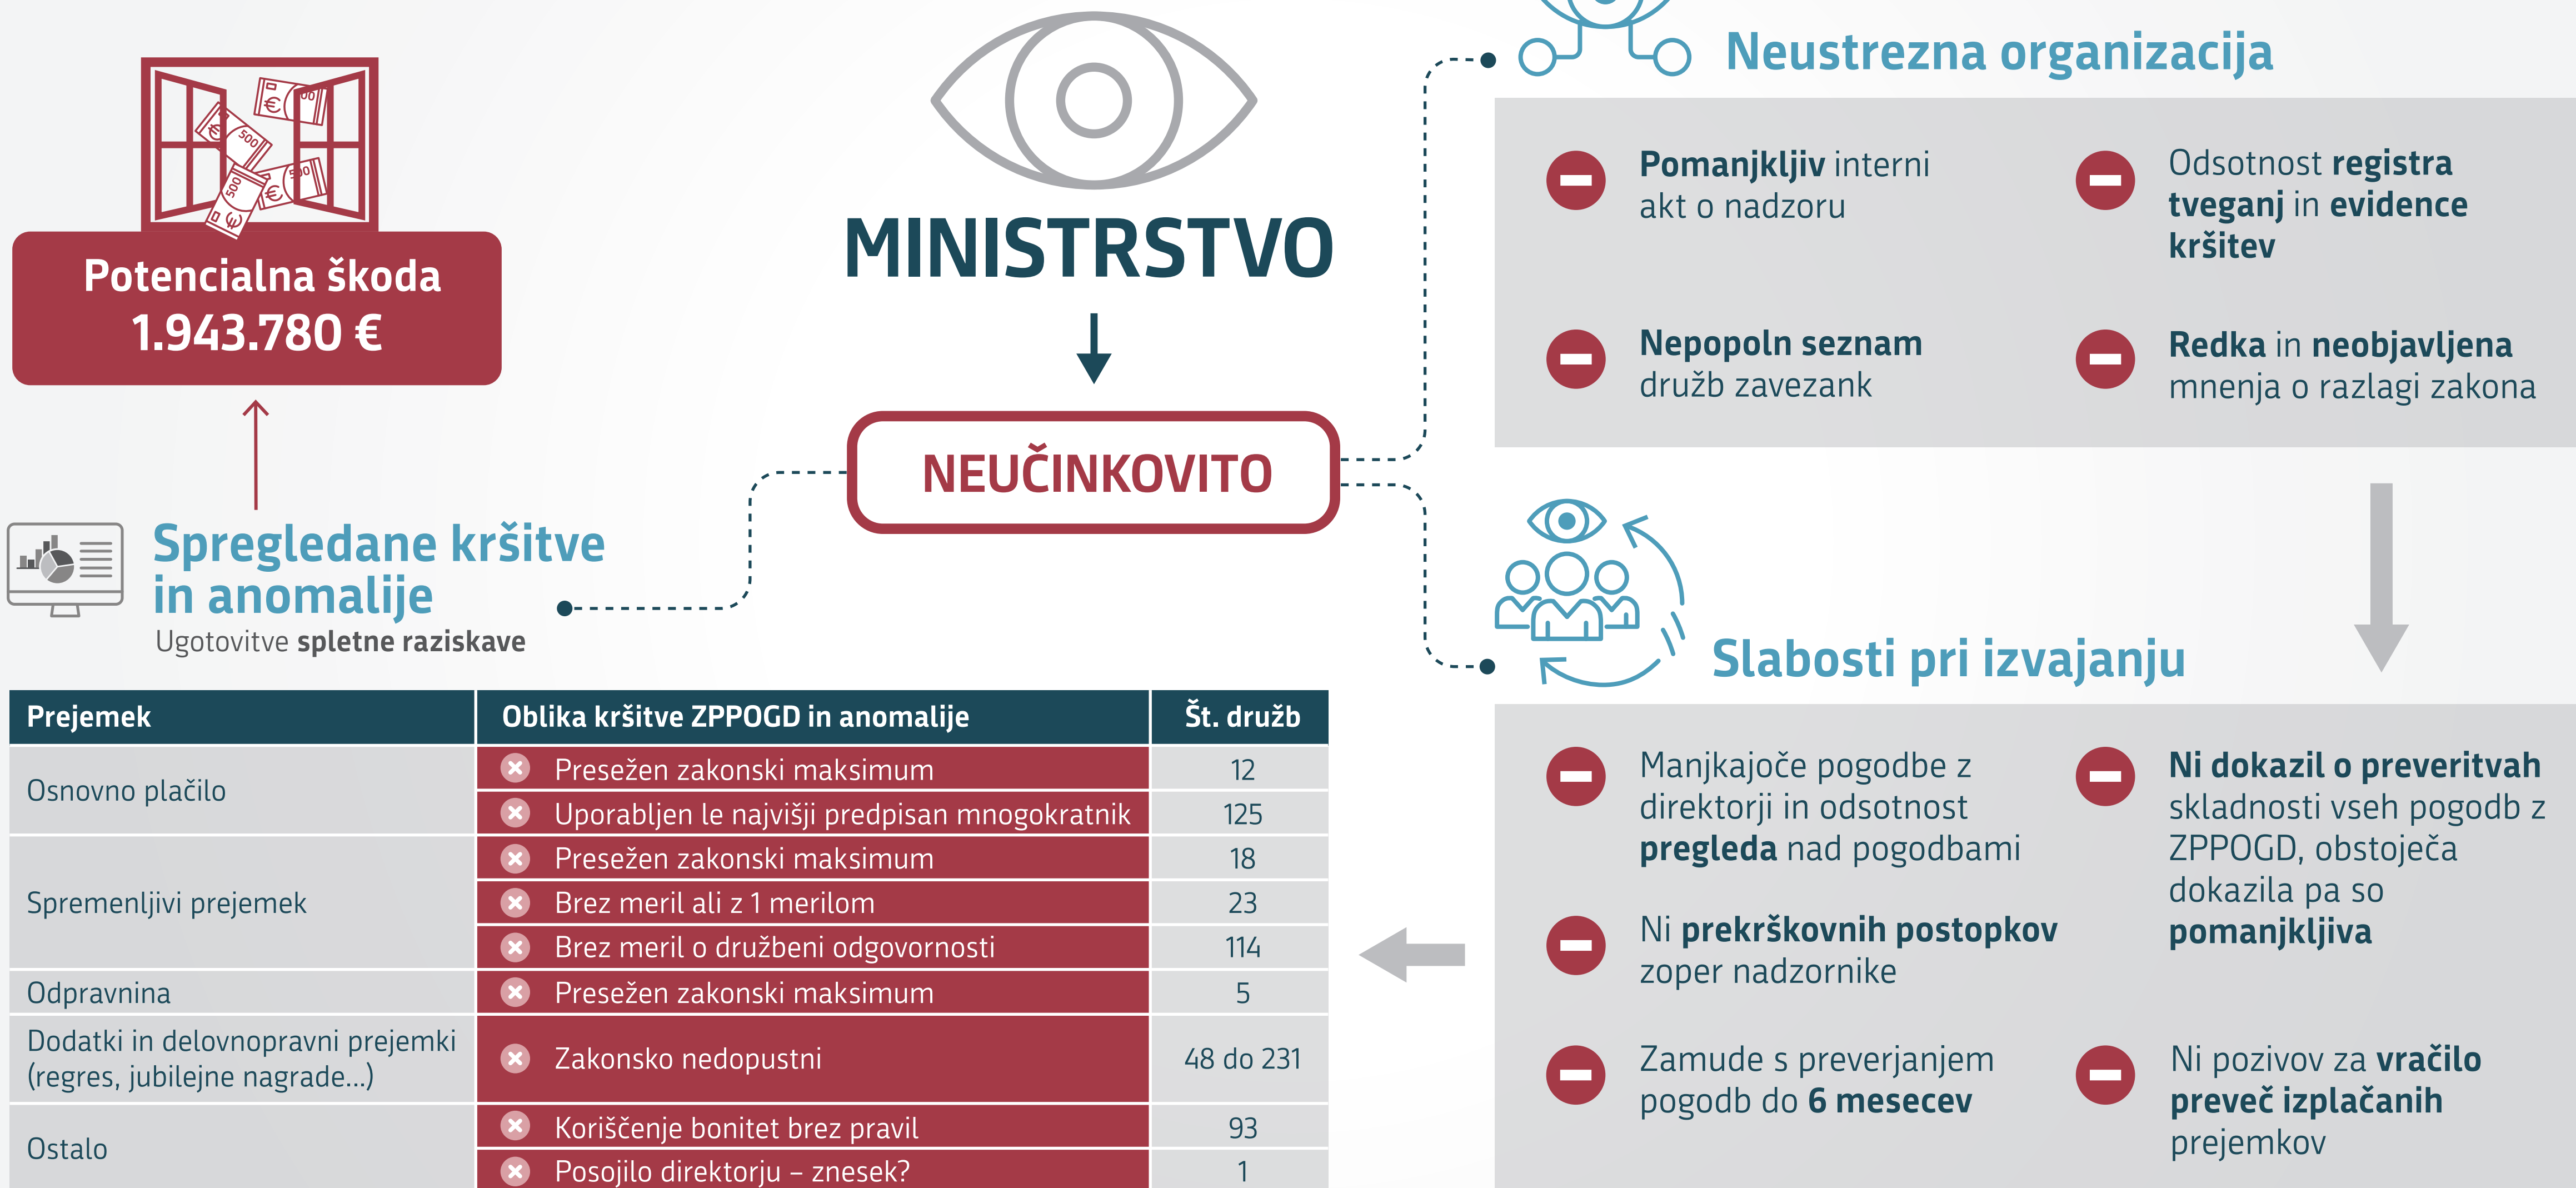 Potencialna škoda
1.943.780 €
Spregledane kršitve
in anomalije
Ugotovitve spletne raziskave
MINISTRSTVO
NEUČINKOVITO
Neustrezna organizacija
Pomanjkljiv interni
akt o nadzoru
Odsotnost registra
tveganj in evidence
kršitev
Nepopoln seznam
družb zavezank
Redka in neobjavljena
mnenja o razlagi zakona
Slabosti pri izvajanju
Manjkajoče pogodbe z
direktorji in odsotnost
pregleda nad pogodbami
Ni dokazil o preveritvah
skladnosti vseh pogodb z
ZPPOGD, obstoječa
dokazila pa so
pomanjkljiva
Ni prekrškovnih postopkov
zoper nadzornike
Zamude s preverjanjem
pogodb do 6 mesecev
Ni pozivov za vračilo
preveč izplačanih
prejemkov
Prejemek Oblika kršitve ZPPOGD in anomalije Št. družb
Osnovno plačilo
Presežen zakonski maksimum 12
Uporabljen le najvišji predpisan mnogokratnik 125
Spremenljivi prejemek
Presežen zakonski maksimum 18
Brez meril ali z 1 merilom 23
Brez meril o družbeni odgovornosti 114
Odpravnina Presežen zakonski maksimum 5
Dodatki in delovnopravni prejemki
(regres, jubilejne nagrade...)
Zakonsko nedopustni 48 do 231
Ostalo
Koriščenje bonitet brez pravil 93
Posojilo direktorju – znesek? 1
€ 500
€ 500
€ 500
500 €